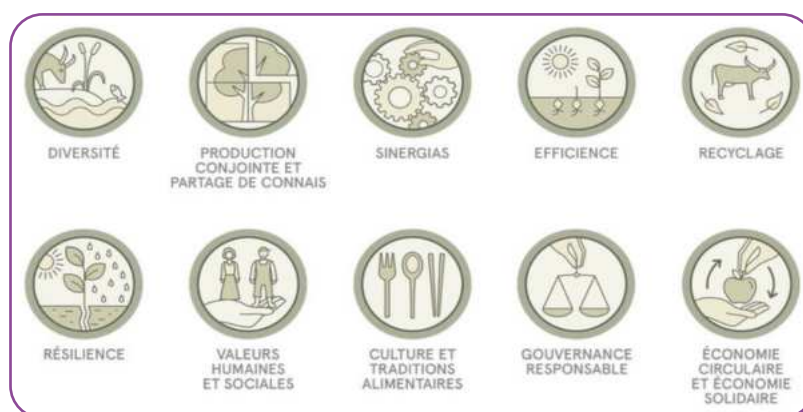 DIVERSITÉ
PRODUCTION
CONJOINTE ET
PARTAGE DE CONNAIS
SINERGIAS
EFFICIENCE
RECYCLAGE
RÉSILIENCE
VALEURS
HUMAINES
ET SOCIALES
CULTURE ET
TRADITIONS
ALIMENTAIRES
GOUVERNANCE
RESPONSABLE
ÉCONOMIE
CIRCULAIRE
ET ÉCONOMIE
SOLIDAIRE